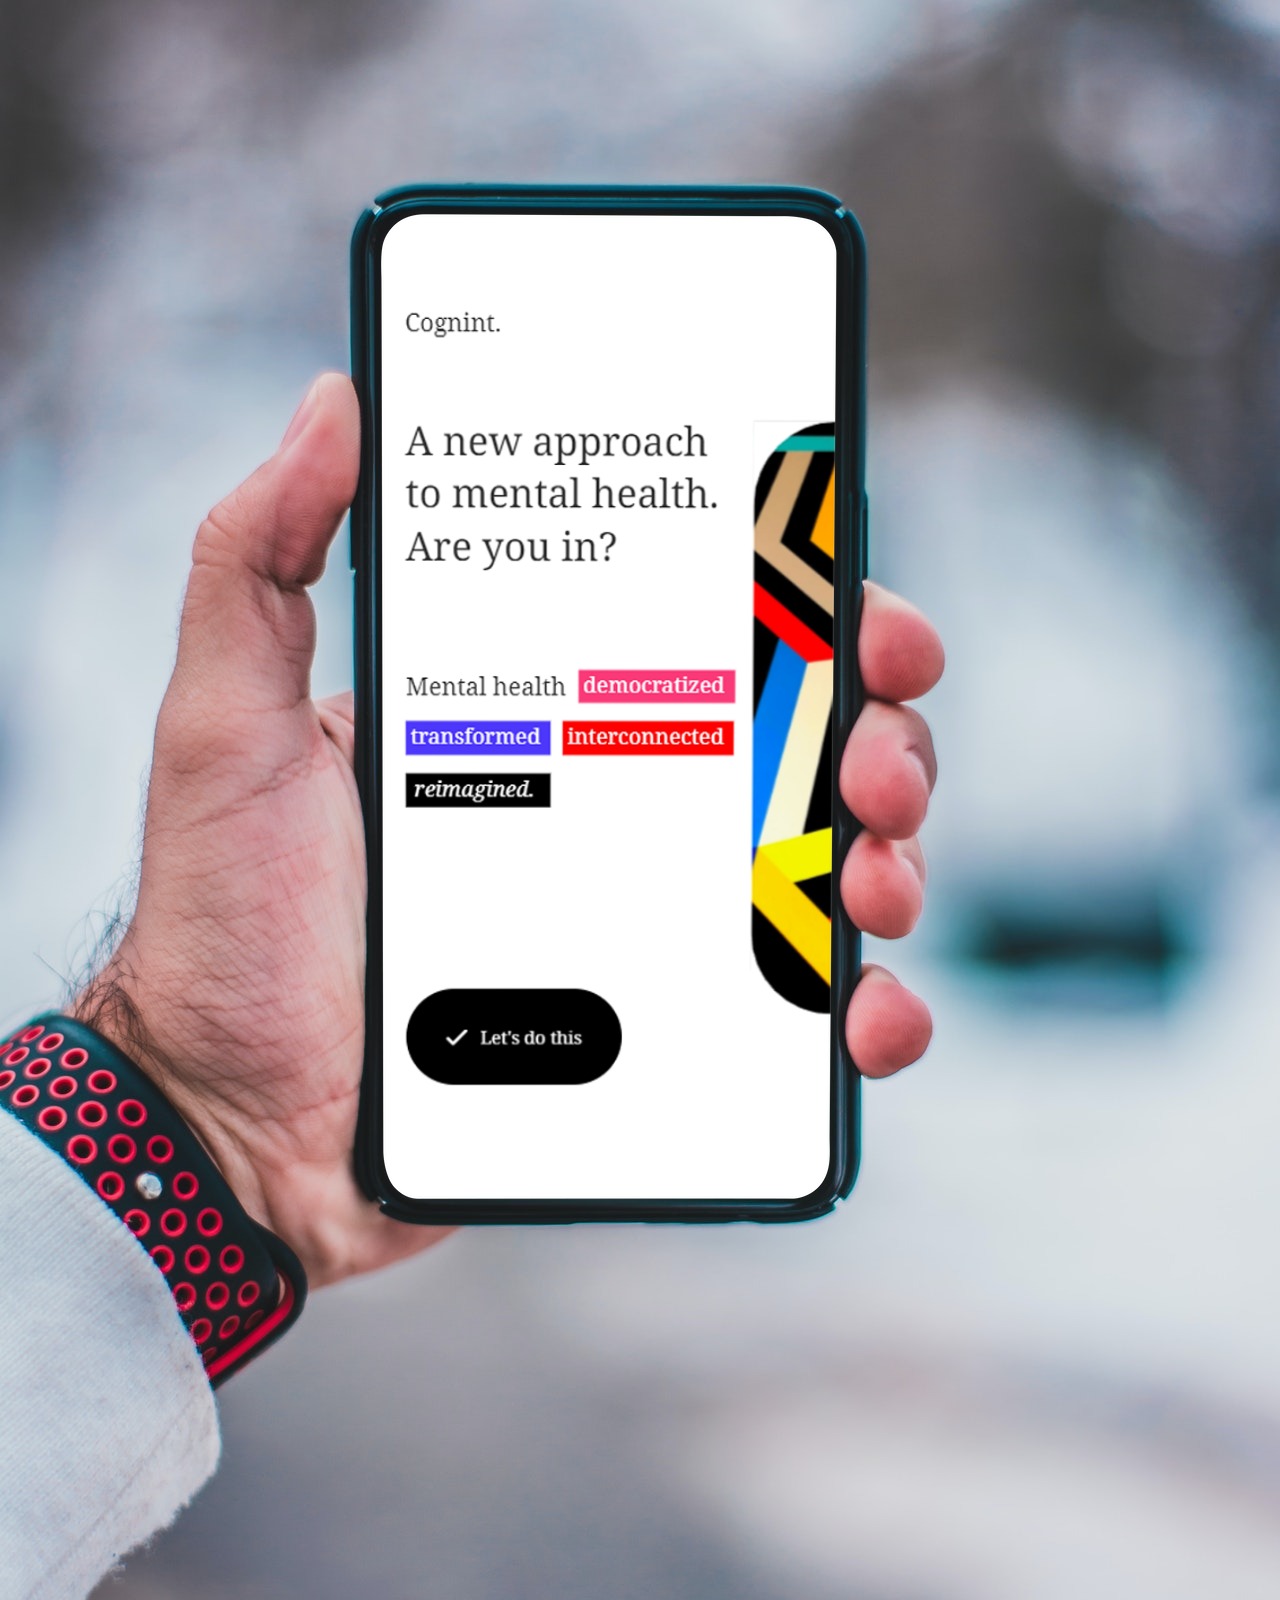 Cognint.
A new approach
to mental health.
Are you in?
Mental health democratized
transformed interconnected
reimagined.
Let's do this